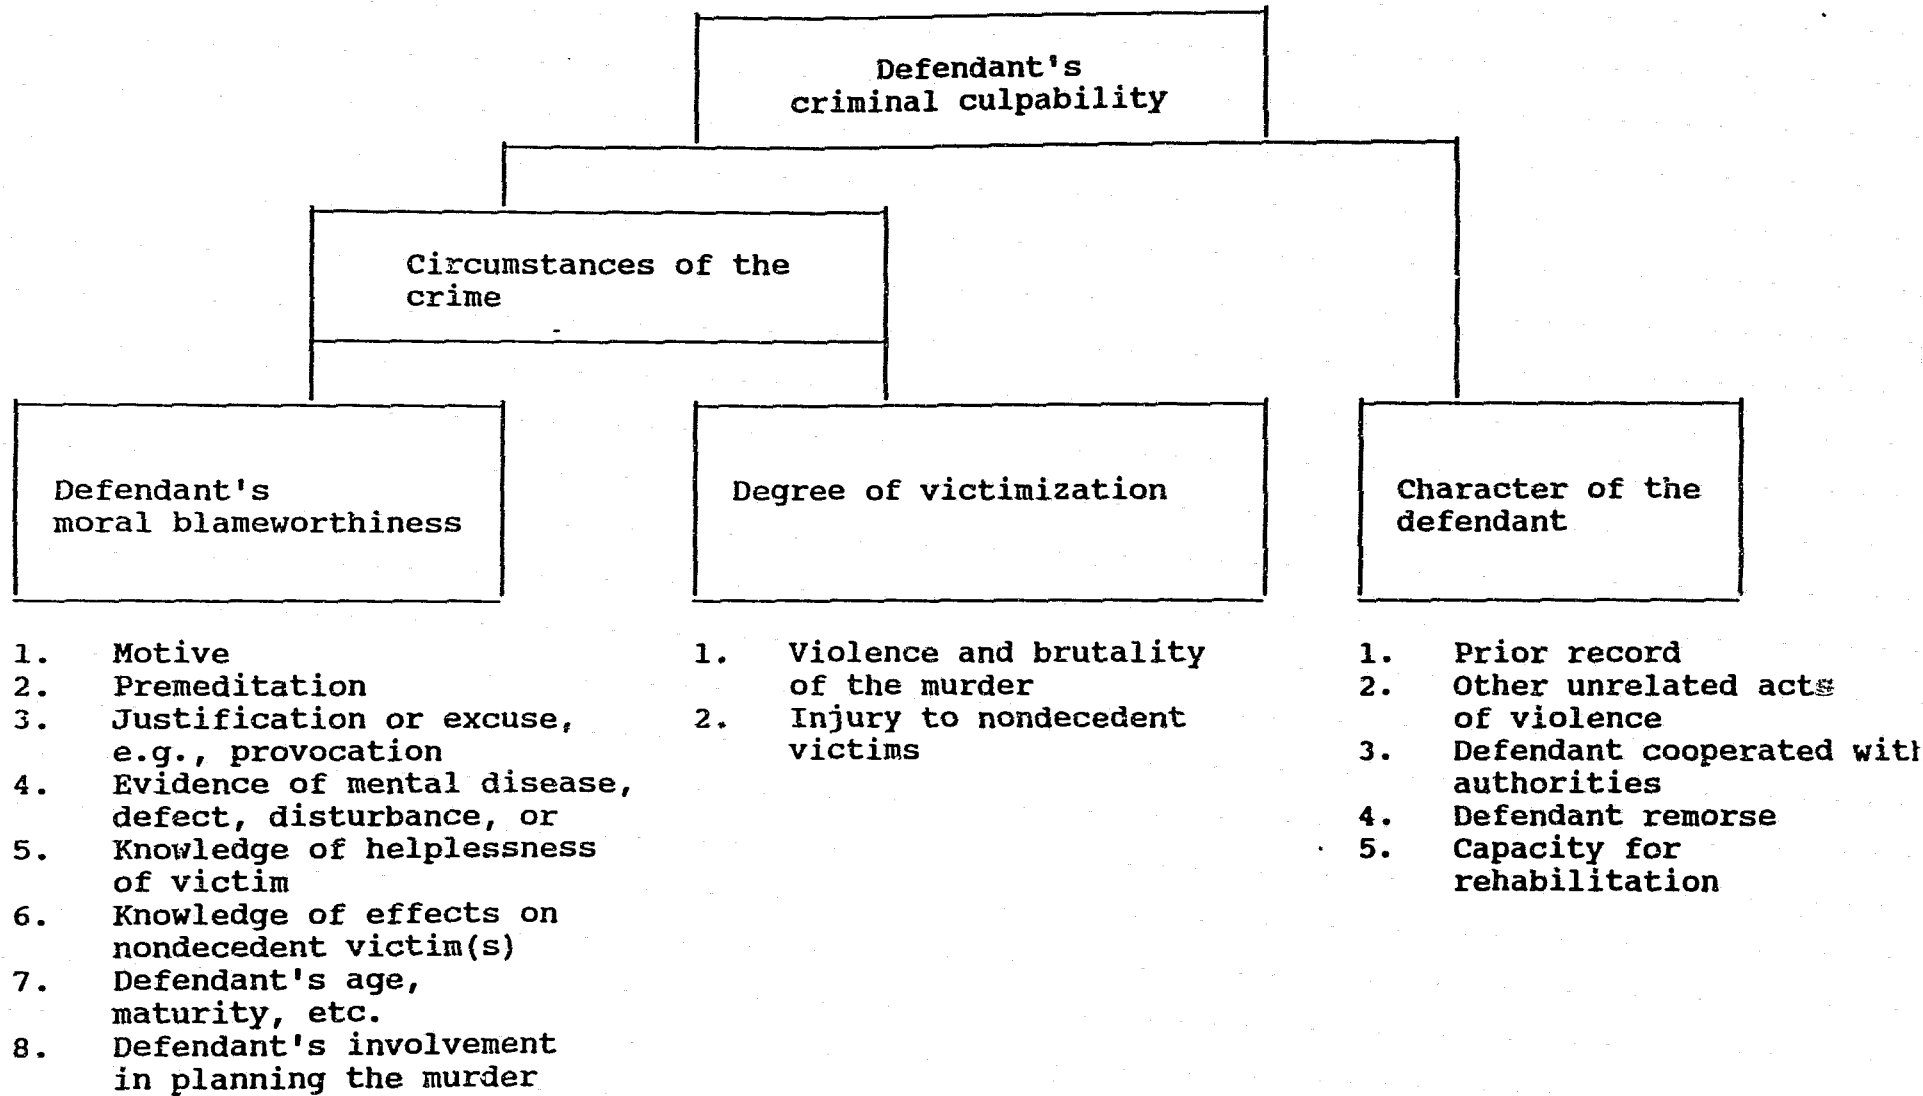 Defendant's
criminal culpability
Circumstances of the
crime
Defendant's
moral blameworthiness
Degree of victimization
Character of the
defendant
1. Motive
2. Premeditation
3. Justification or excuse,
e.g., provocation
4. Evidence of mental disease,
defect, disturbance, or
5. Knowledge of helplessness
of victim
6. Knowledge of effects on
nondecedent victim(s)
7. Defendant's age,
maturity, etc.
8. Defendant's involvement
in planning the murder
1. Violence and brutality
of the murder
2. Injury to nondecedent
victims
1. Prior record
2. Other unrelated acts
of violence
3. Defendant cooperated with
authorities
4. Defendant remorse
5. Capacity for
rehabilitation